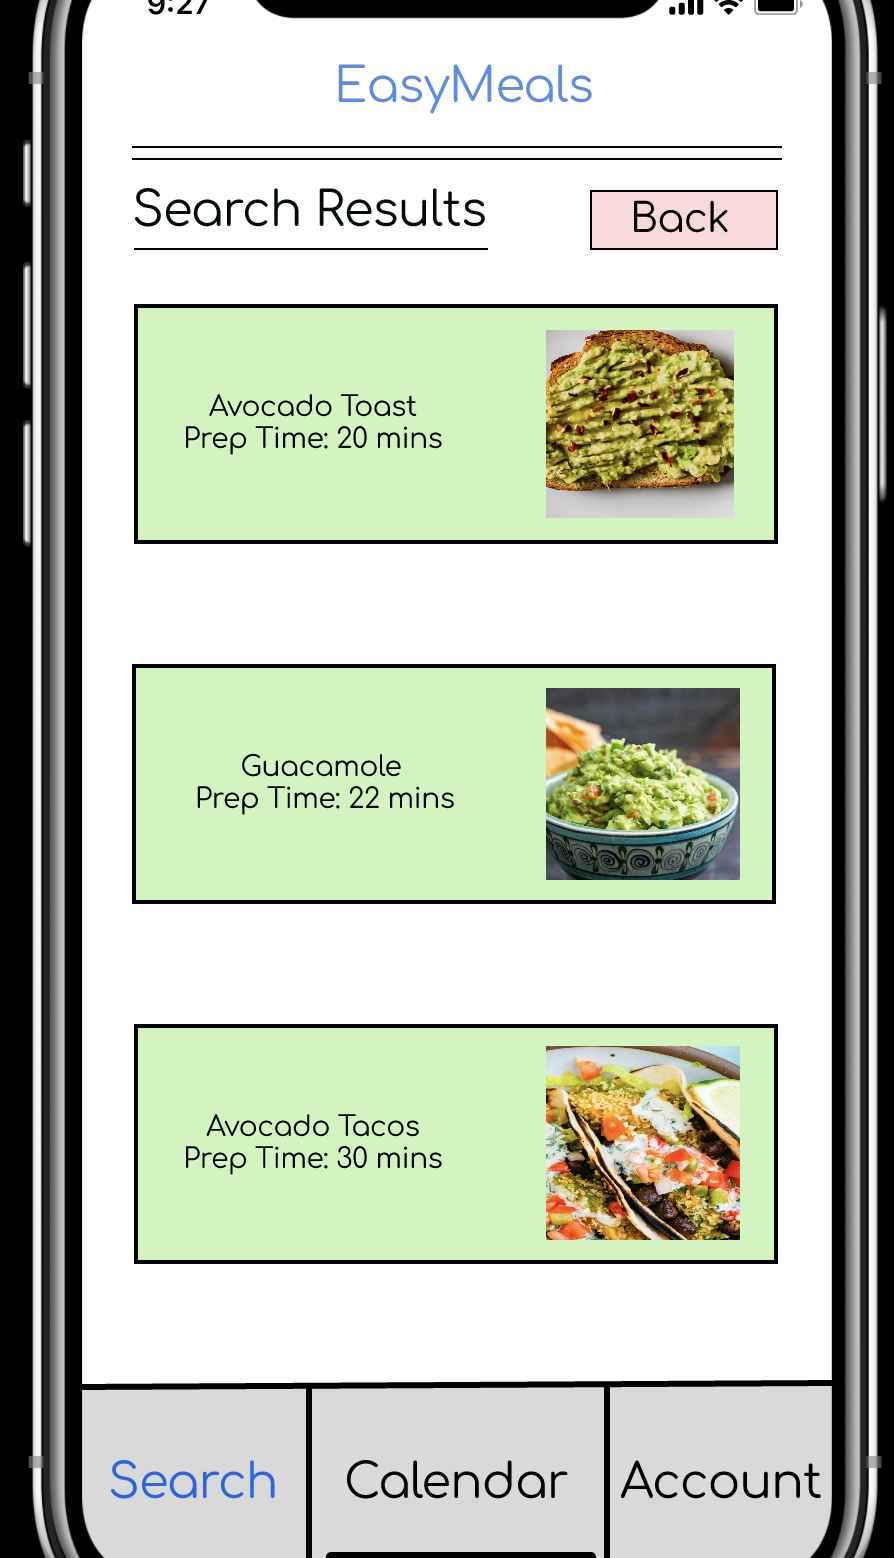 9:27
EasyMeals
Search Results
Back
Avocado Toast
Prep Time: 20 mins
Guacamole
Prep Time: 22 mins
Avocado Tacos
Prep Time: 30 mins
Search
Calendar
Account